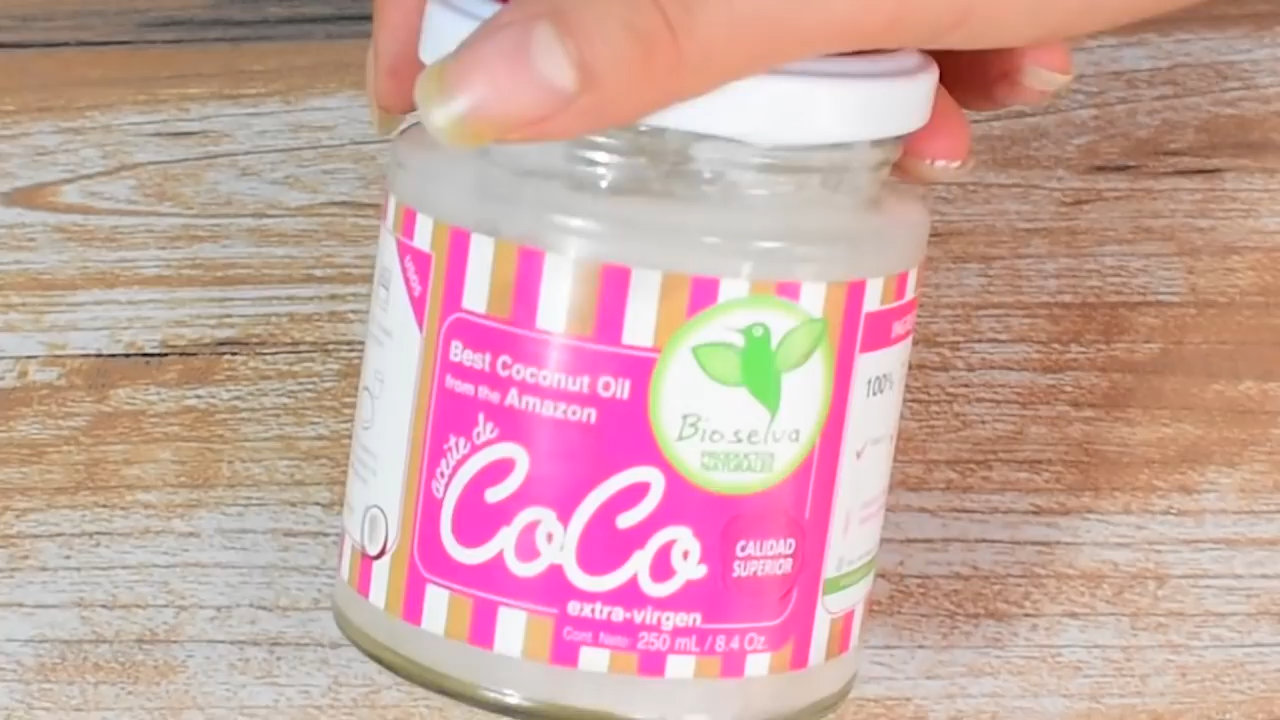 Best Coconut Oil
from the Amazon
aceite de
CoCo
Bioselva
PRODUCTOS
NATURALES
CALIDAD
SUPERIOR
extra-virgen
Cont. Neto: 250 mL / 8.4 Oz.
USOS
100%